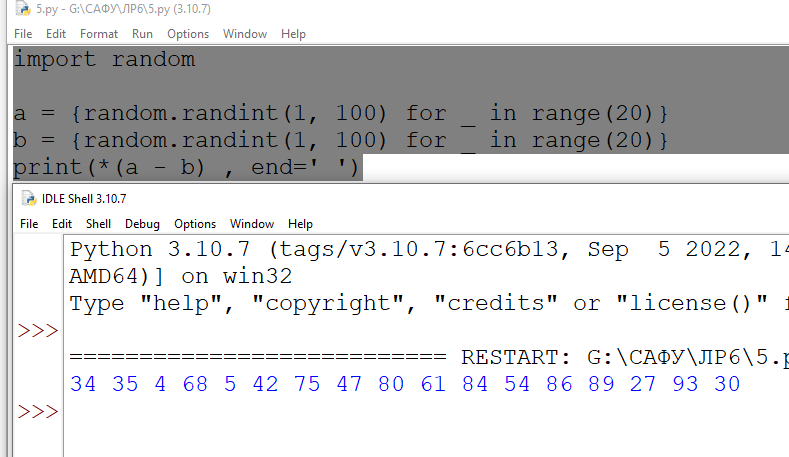 5.py - G:\САФУ\ЛР6\5.py (3.10.7)
File Edit Format Run Options Window Help
import random
a = {random.randint(1, 100) for _ in range(20)}
b = {random.randint(1, 100) for _ in range(20)}
print(*(a - b) , end=' ')
IDLE Shell 3.10.7
File Edit Shell Debug Options Window Help
Python 3.10.7 (tags/v3.10.7:6cc6b13, Sep  5 2022, 14
AMD64)] on win32
Type "help", "copyright", "credits" or "license()" f
>>>
=========================== RESTART: G:\САФУ\ЛР6\5.p
34 35 4 68 5 42 75 47 80 61 84 54 86 89 27 93 30
>>>